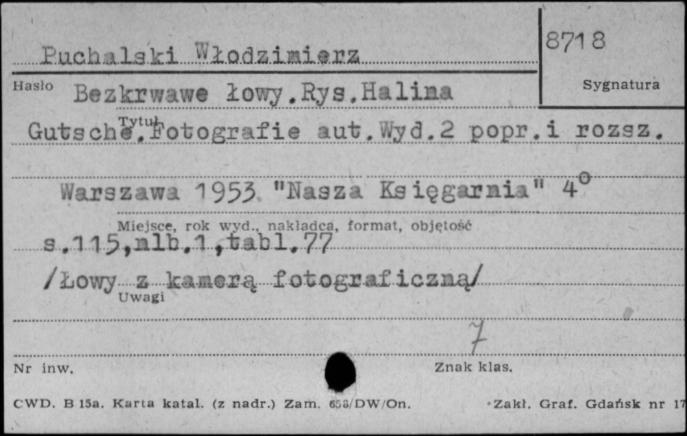 Puchalski Włodzimierz
8718
Hasło
Sygnatura
Bezkrwawe łowy.Rys.Halina
Tytuł
Gutsche.Fotografie aut.Wyd.2 popr.i rozsz.
Warszawa 1953 "Nasza Księgarnia" 4°
Miejsce, rok wyd., nakładca, format, objętość
s.115,nlb.1,tabl.77
/Łowy z kamerą fotograficzną/
Uwagi
7
Nr inw.
Znak klas.
CWD. B 15a. Karta katal. (z nadr.) Zam. /DW/On.
Zakł. Graf. Gdańsk nr 17